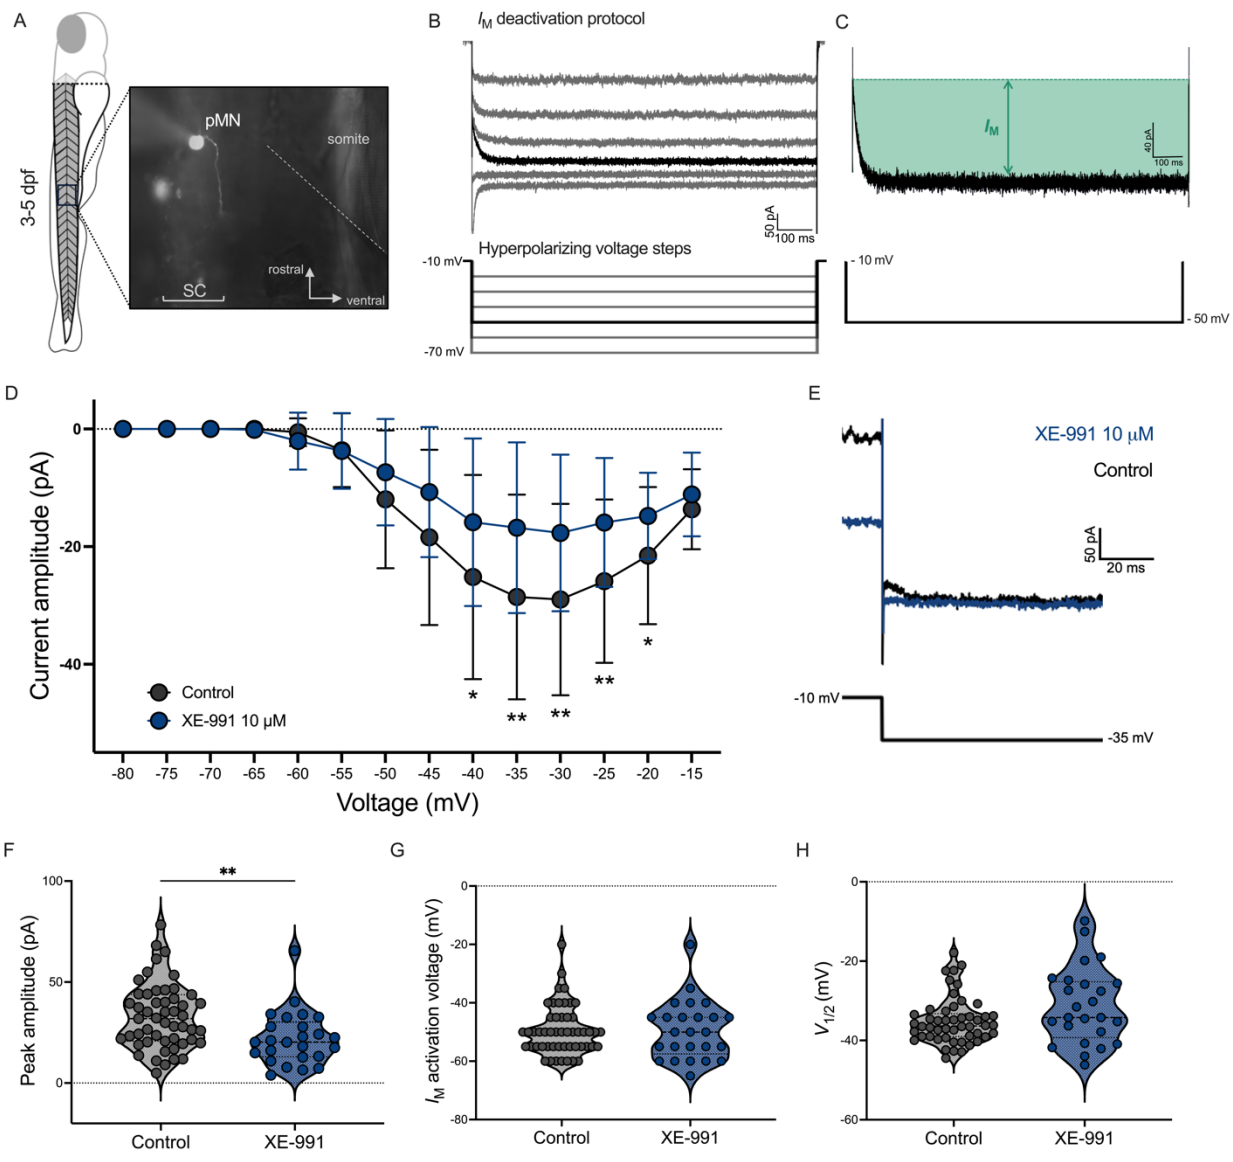 A
3-5 dpf
pMN
somite
rostral
ventral
SC
B
IM deactivation protocol
50 pA
100 ms
Hyperpolarizing voltage steps
-10 mV
-70 mV
C
IM
40 pA
100 ms
- 10 mV
- 50 mV
D
Current amplitude (pA)
0
-20
-40
* ** ** ** *
Control
XE-991 10 µM
-80 -75 -70 -65 -60 -55 -50 -45 -40 -35 -30 -25 -20 -15
Voltage (mV)
E
XE-991 10 µM
Control
50 pA
20 ms
-10 mV
-35 mV
F
Peak amplitude (pA)
100
50
0
**
Control XE-991
G
IM activation voltage (mV)
0
-20
-40
-60
-80
Control XE-991
H
V1/2 (mV)
0
-20
-40
-60
Control XE-991